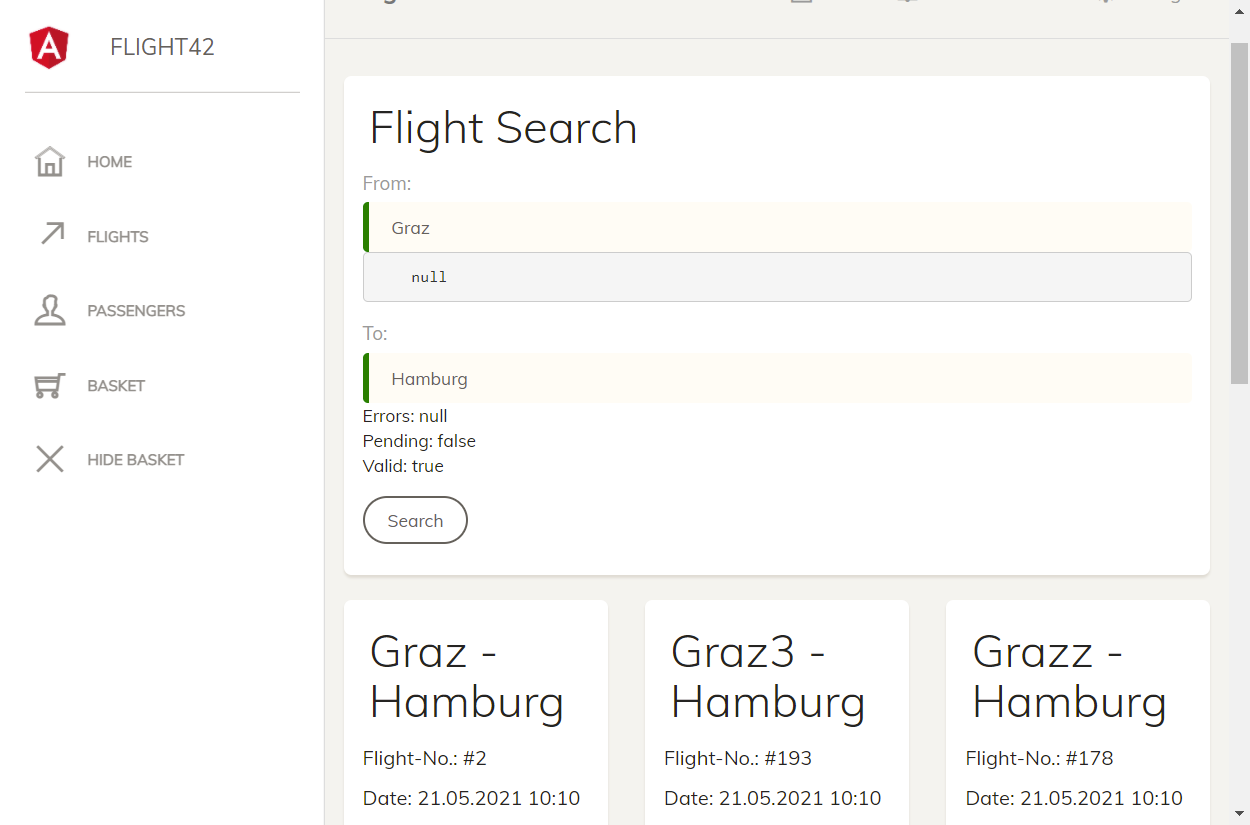 FLIGHT42
HOME
FLIGHTS
PASSENGERS
BASKET
HIDE BASKET
Flight Search
From:
Graz
null
To:
Hamburg
Errors: null
Pending: false
Valid: true
Search
Graz -
Hamburg
Flight-No.: #2
Date: 21.05.2021 10:10
Graz3 -
Hamburg
Flight-No.: #193
Date: 21.05.2021 10:10
Grazz -
Hamburg
Flight-No.: #178
Date: 21.05.2021 10:10